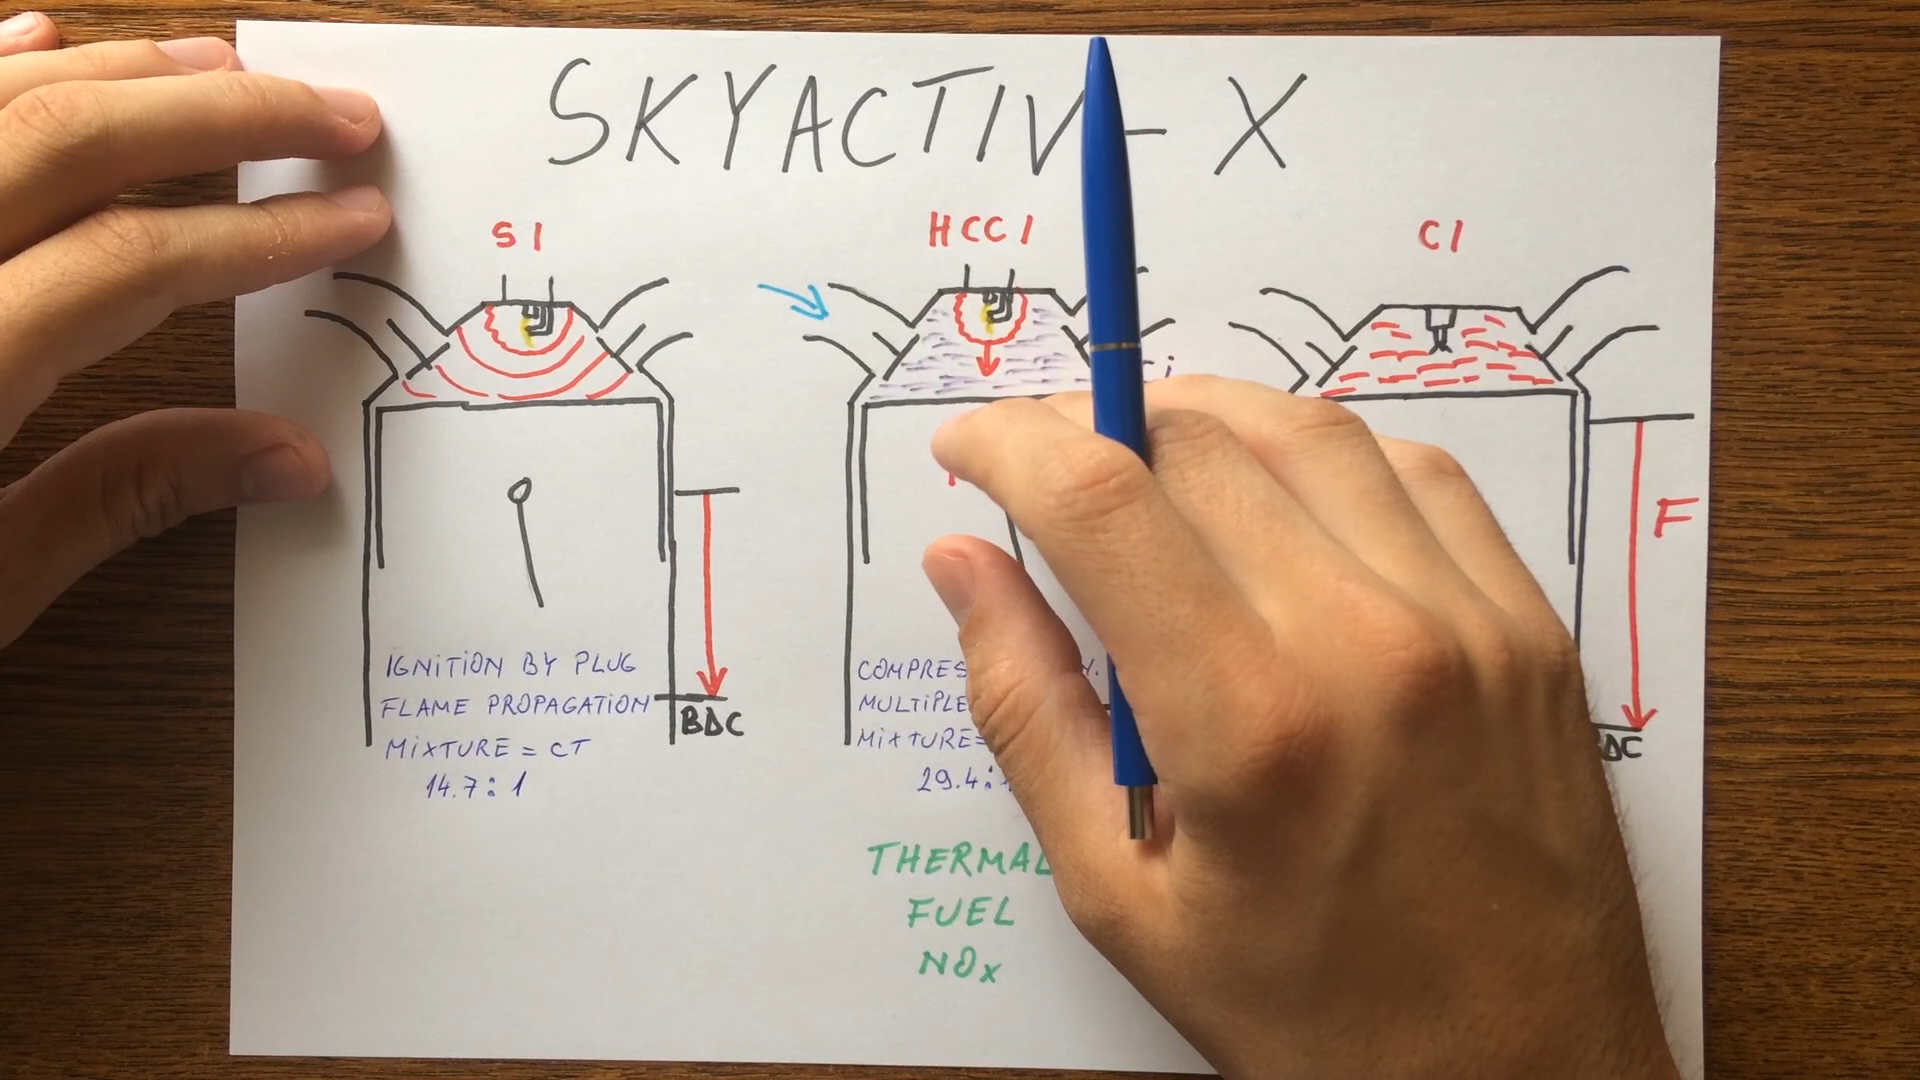 SKYACTIV-X
SI
HCCI
CI
F
IGNITION BY PLUG
FLAME PROPAGATION
MIXTURE = CT
14.7:1
BDC
MULTIPLE
MIXTURE=
29.4:
THERMAL
FUEL
NOx